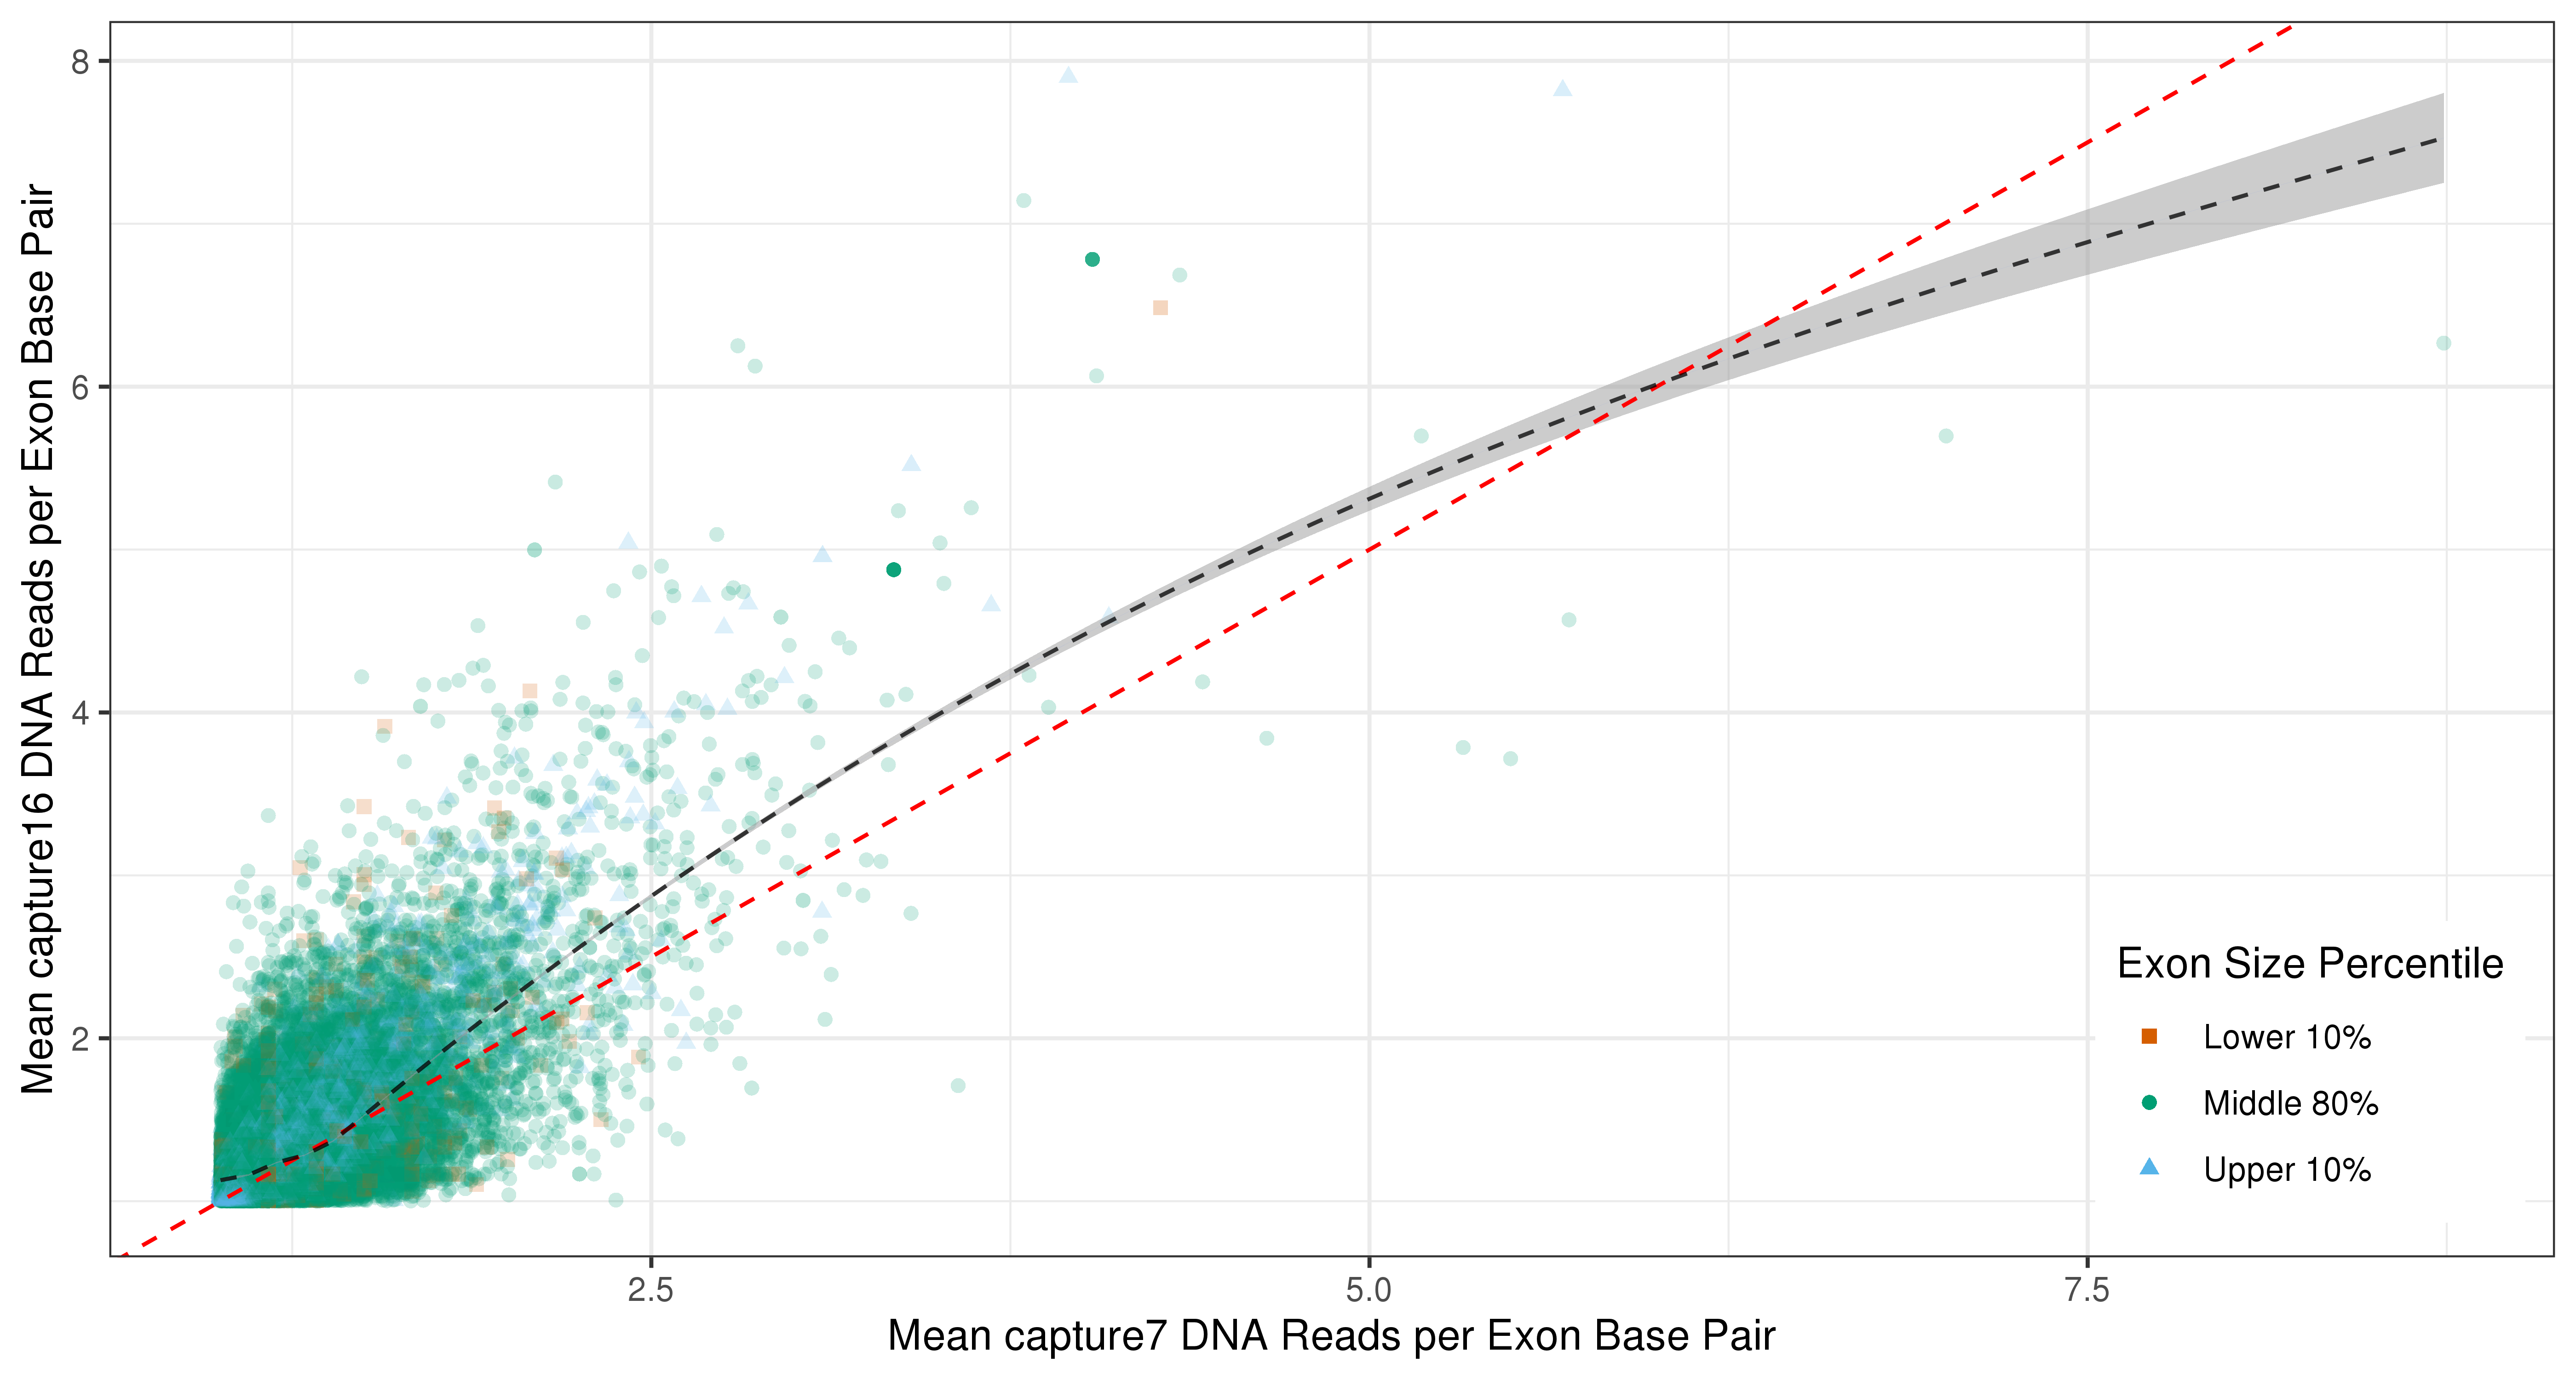 Mean capture16 DNA Reads per Exon Base Pair
8
6
4
2
2.5
5.0
7.5
Mean capture7 DNA Reads per Exon Base Pair
Exon Size Percentile
Lower 10%
Middle 80%
Upper 10%